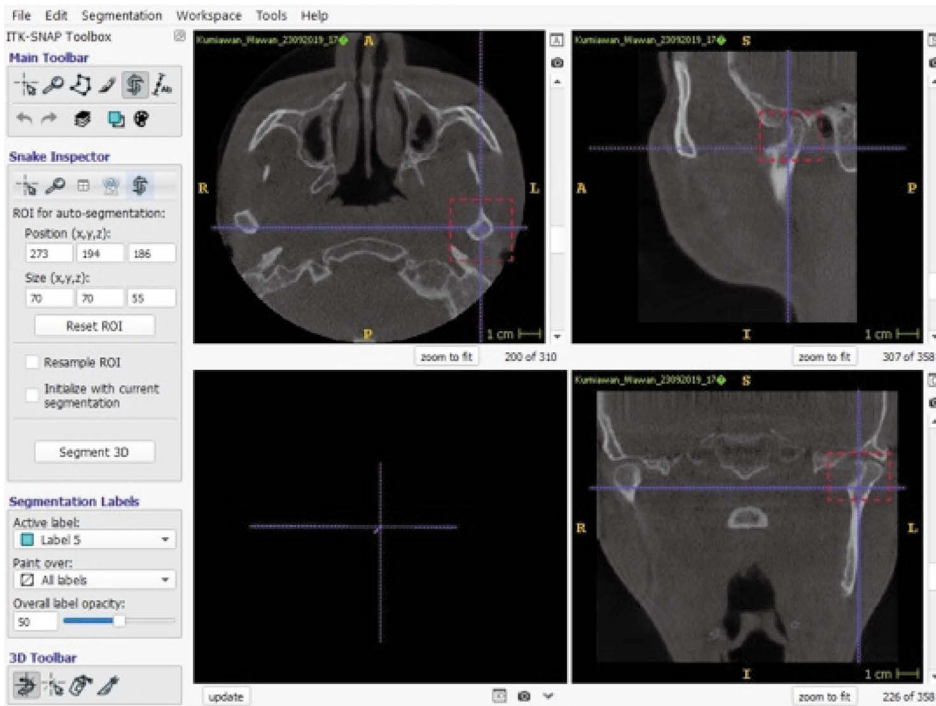 File Edit Segmentation Workspace Tools Help
ITK-SNAP Toolbox
Main Toolbar
Snake Inspector
ROI for auto-segmentation:
Position (x,y,z):
273 194 186
Size (x,y,z):
70 70 55
Reset ROI
Resample ROI
Initialize with current
segmentation
Segment 3D
Segmentation Labels
Active label:
Label 5
Paint over:
All labels
Overall label opacity:
50
3D Toolbar
Kurniawan_Wawan_23092019_17�
A
R
L
P
1 cm
zoom to fit
200 of 310
Kurniawan_Wawan_23092019_17�
S
A
P
I
1 cm
zoom to fit
307 of 358
update
Kurniawan_Wawan_23092019_17�
S
R
L
I
1 cm
zoom to fit
226 of 358